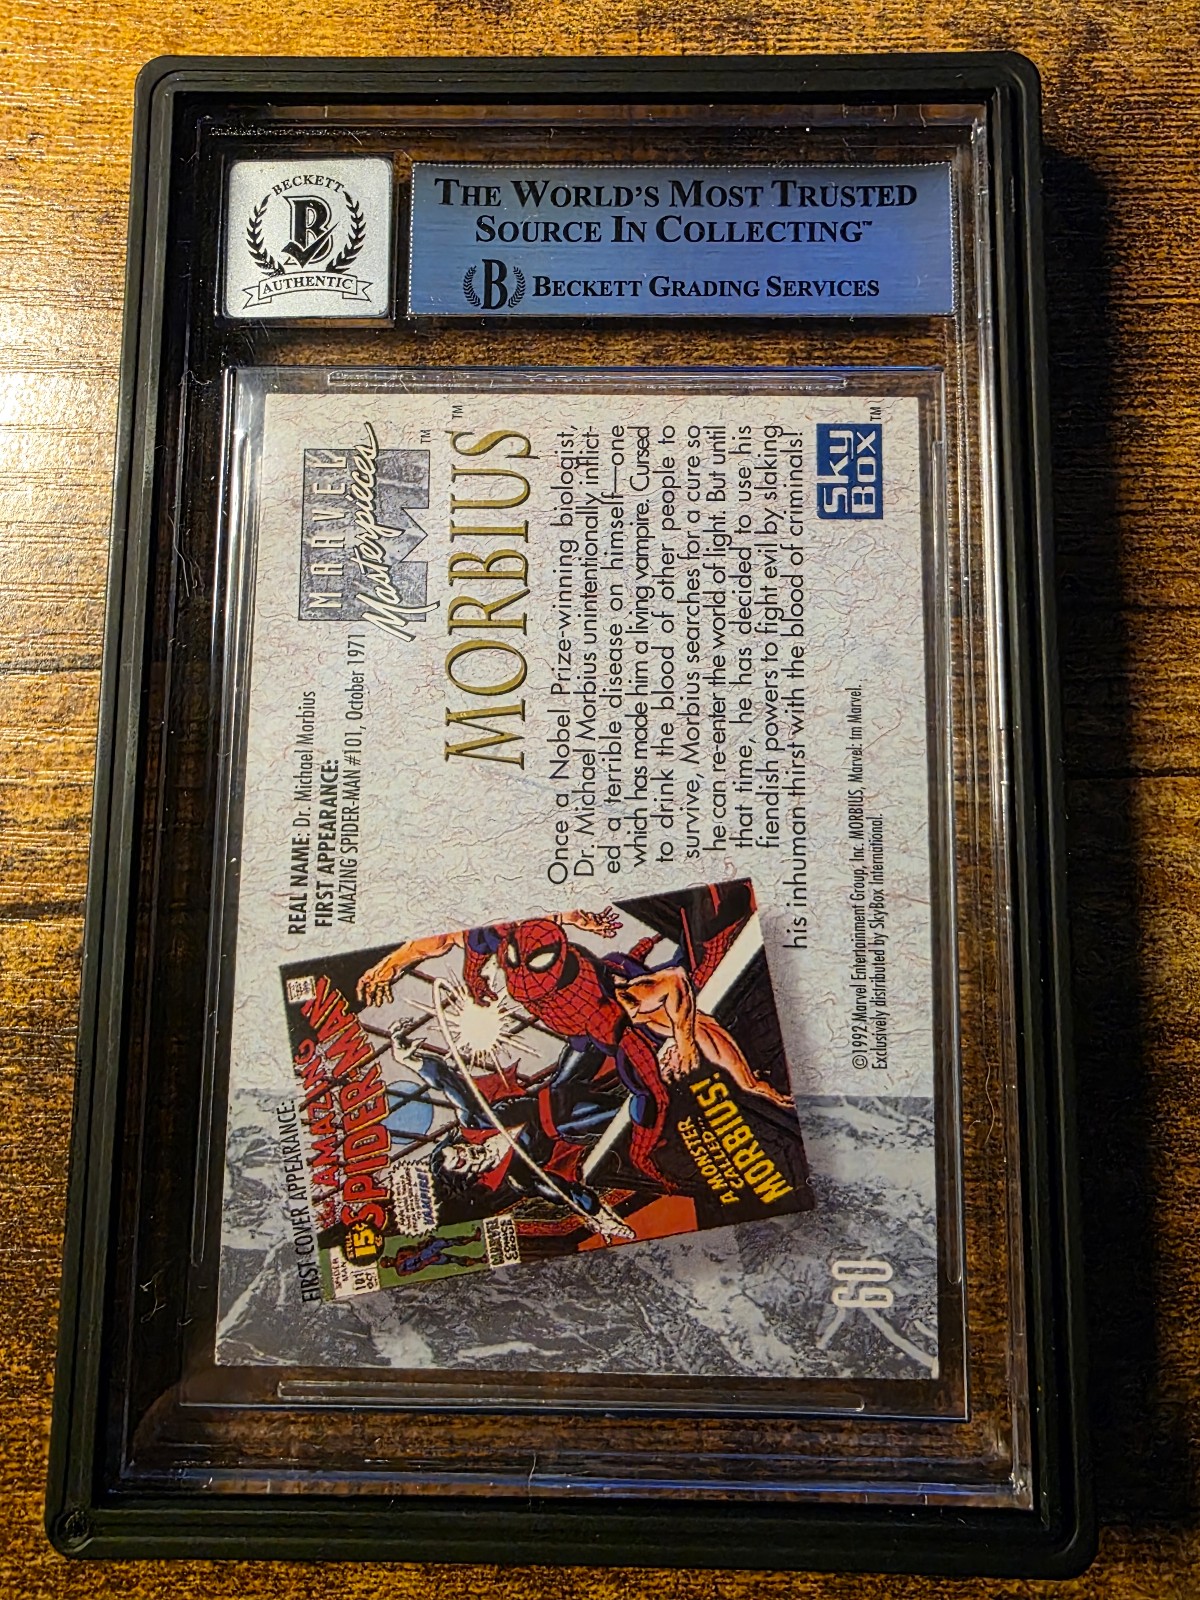 BECKETT
B
AUTHENTIC
THE WORLD'S MOST TRUSTED
SOURCE IN COLLECTING™
B BECKETT GRADING SERVICES
MARVEL
Masterpieces™
REAL NAME: Dr. Michael Morbius
FIRST APPEARANCE:
AMAZING SPIDER-MAN #101, October 1971
MORBIUS™
Once a Nobel Prize-winning biologist,
Dr. Michael Morbius unintentionally inflict-
ed a terrible disease on himself—one
which has made him a living vampire. Cursed
to drink the blood of other people to
survive, Morbius searches for a cure so
he can re-enter the world of light. But until
that time, he has decided to use his
fiendish powers to fight evil by slaking
his inhuman thirst with the blood of criminals!
SKY
BOX™
©1992 Marvel Entertainment Group, Inc. MORBIUS, Marvel: tm Marvel.
Exclusively distributed by SkyBox International.
FIRST COVER APPEARANCE:
AMAZING
SPIDER-MAN
15¢
101
OCT
A MONSTER
CALLED...
MORBIUS!
60